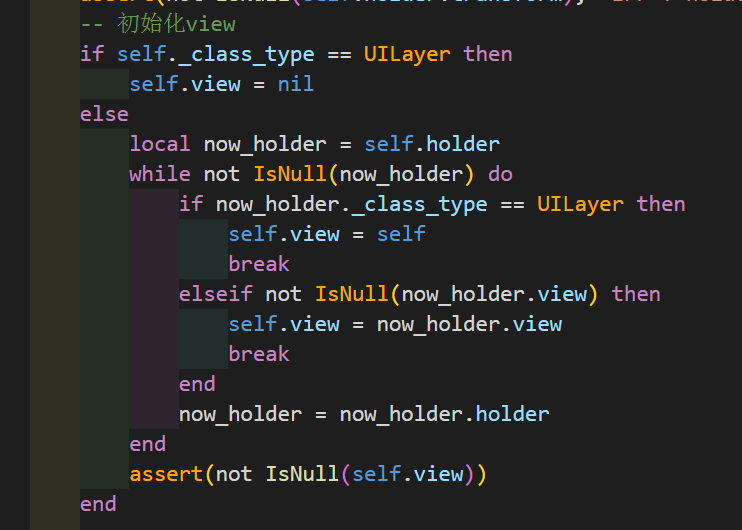 -- 初始化view
if self._class_type == UILayer then
self.view = nil
else
local now_holder = self.holder
while not IsNull(now_holder) do
if now_holder._class_type == UILayer then
self.view = self
break
elseif not IsNull(now_holder.view) then
self.view = now_holder.view
break
end
now_holder = now_holder.holder
end
assert(not IsNull(self.view))
end